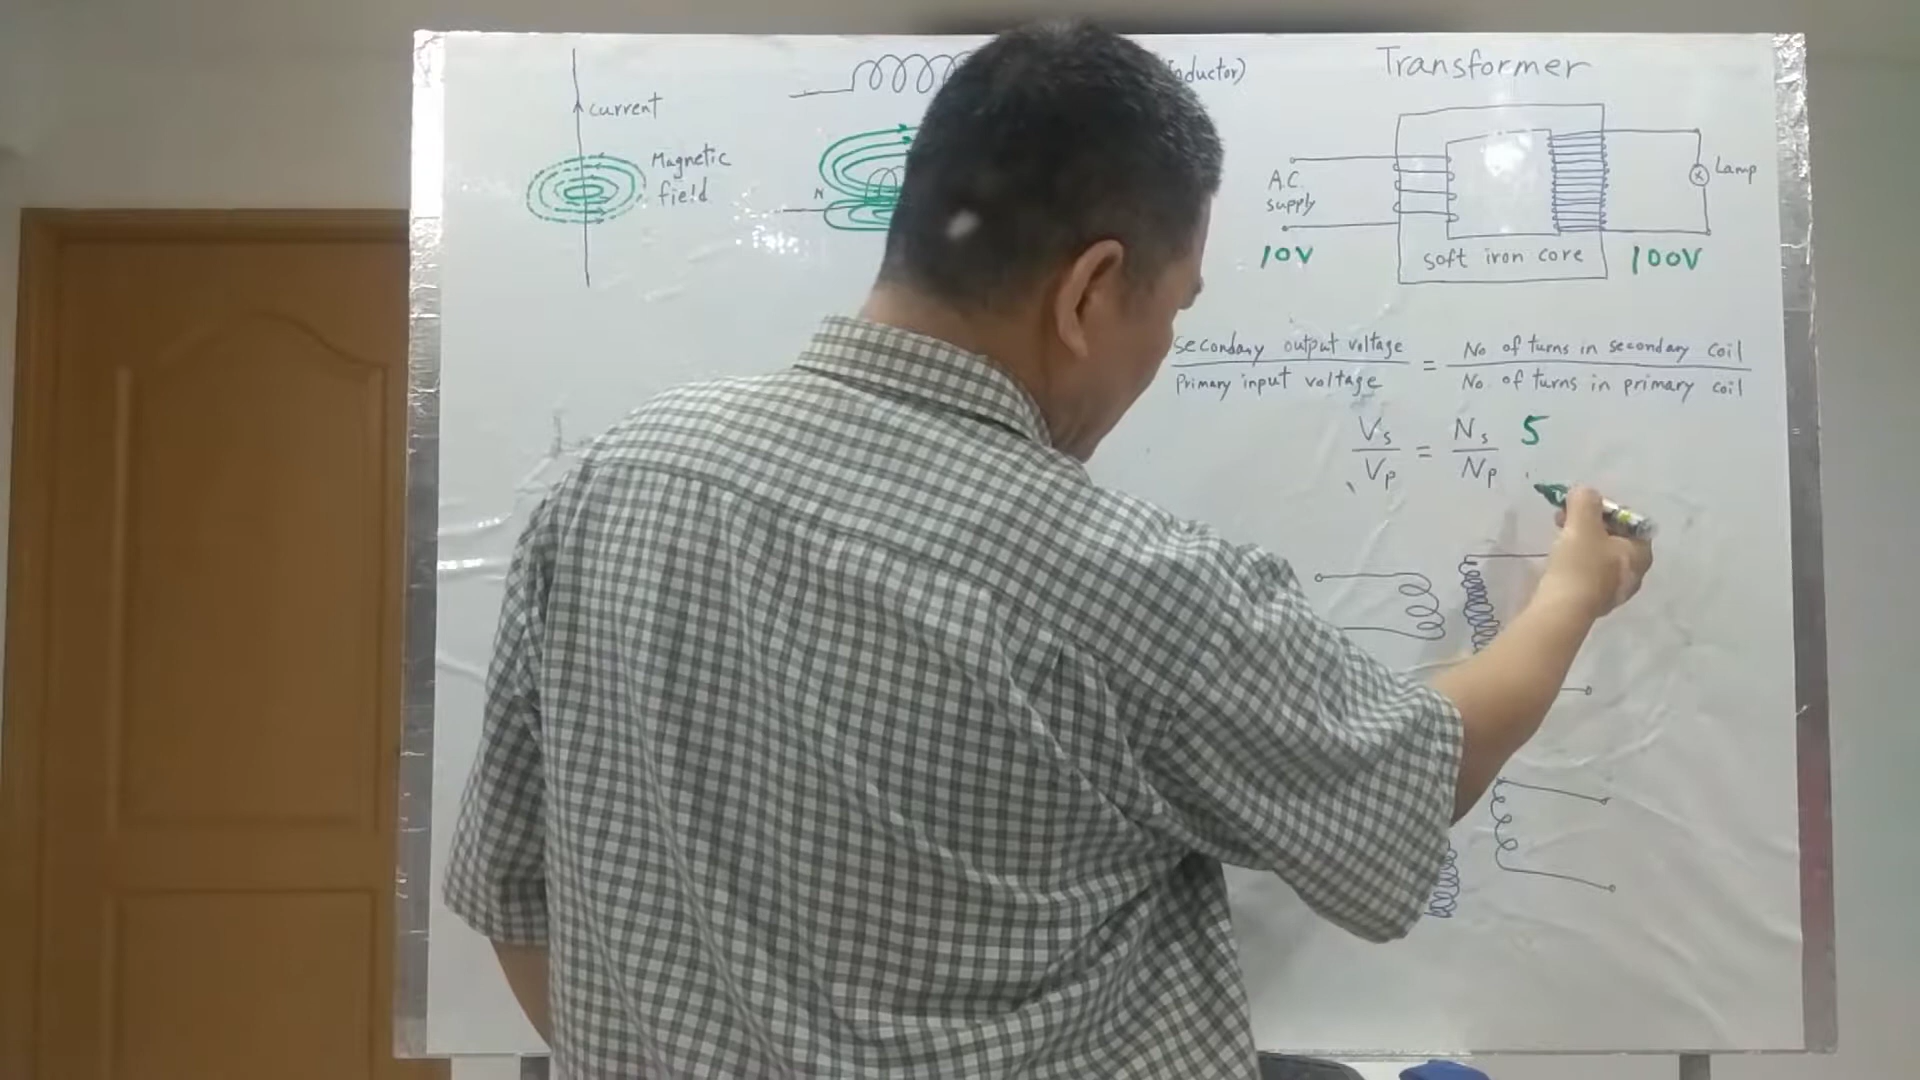 current
Magnetic
field
N
Transformer
A.C.
supply
10V
Lamp
soft iron core
100V
secondary output voltage
Primary input voltage
=
No of turns in secondary coil
No of turns in primary coil
Vs
Vp
=
Ns
Np
5